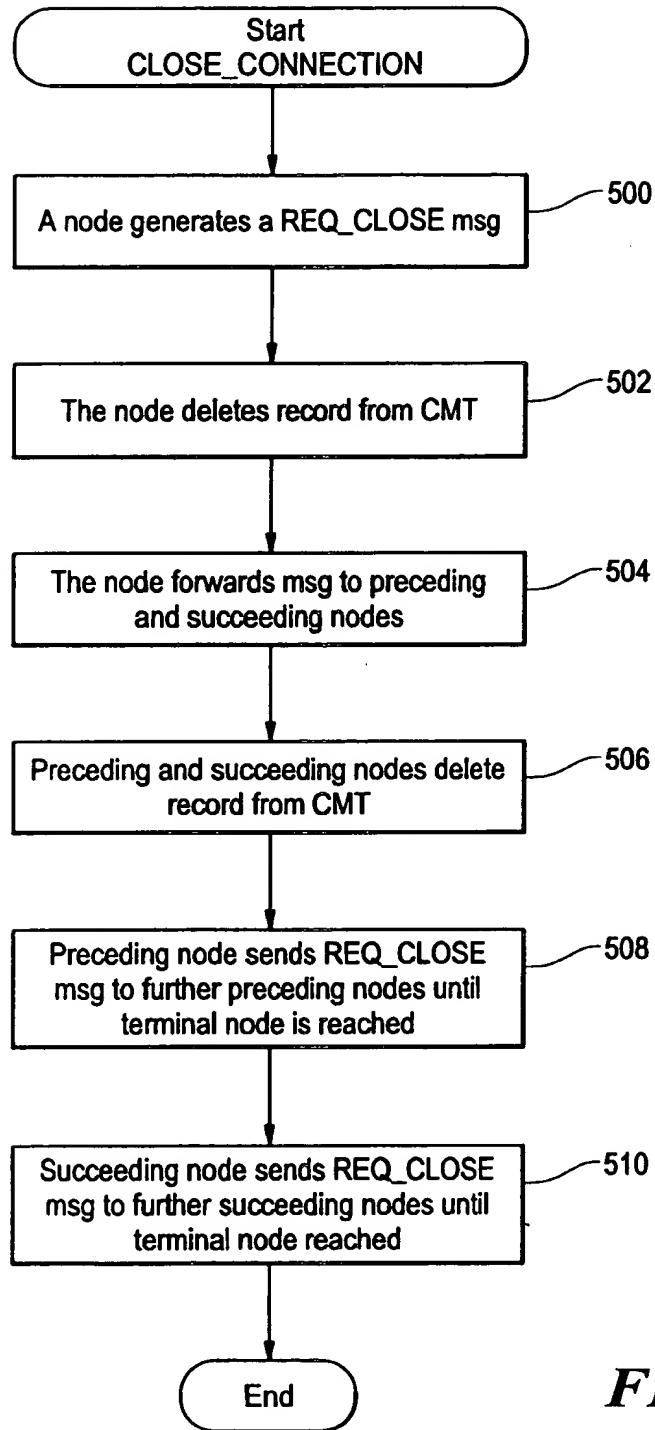 Start
CLOSE_CONNECTION
A node generates a REQ_CLOSE msg
500
The node deletes record from CMT
502
The node forwards msg to preceding
and succeeding nodes
504
Preceding and succeeding nodes delete
record from CMT
506
Preceding node sends REQ_CLOSE
msg to further preceding nodes until
terminal node is reached
508
Succeeding node sends REQ_CLOSE
msg to further succeeding nodes until
terminal node reached
510
End